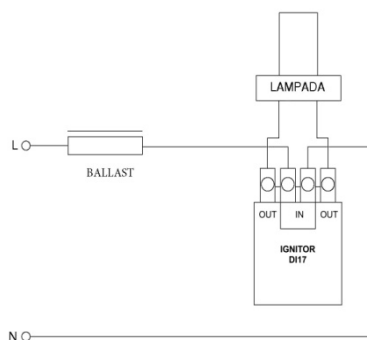 LAMPADA
L
BALLAST
OUT IN OUT
IGNITOR
DI17
N